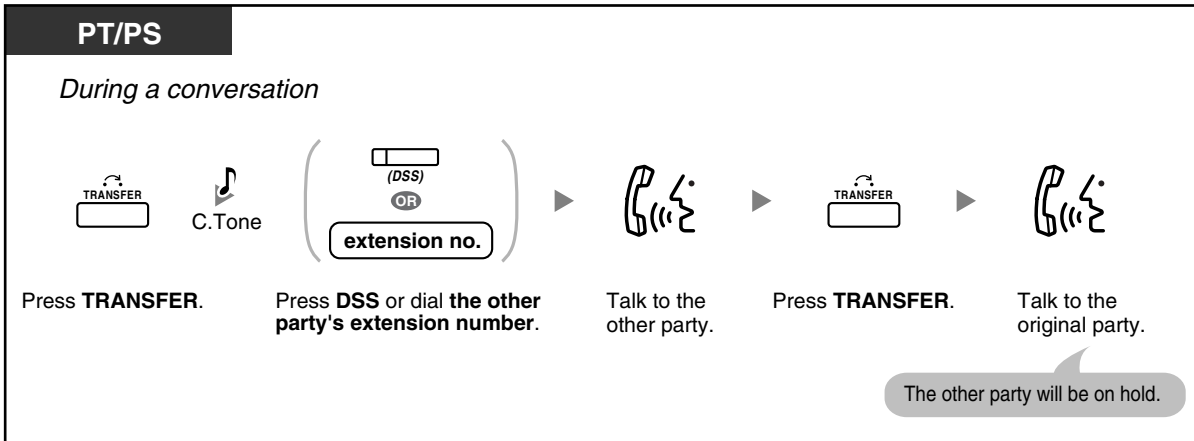 PT/PS
During a conversation
TRANSFER
C.Tone
(DSS)
OR
extension no.
TRANSFER
Press TRANSFER.
Press DSS or dial the other
party's extension number.
Talk to the
other party.
Press TRANSFER.
Talk to the
original party.
The other party will be on hold.